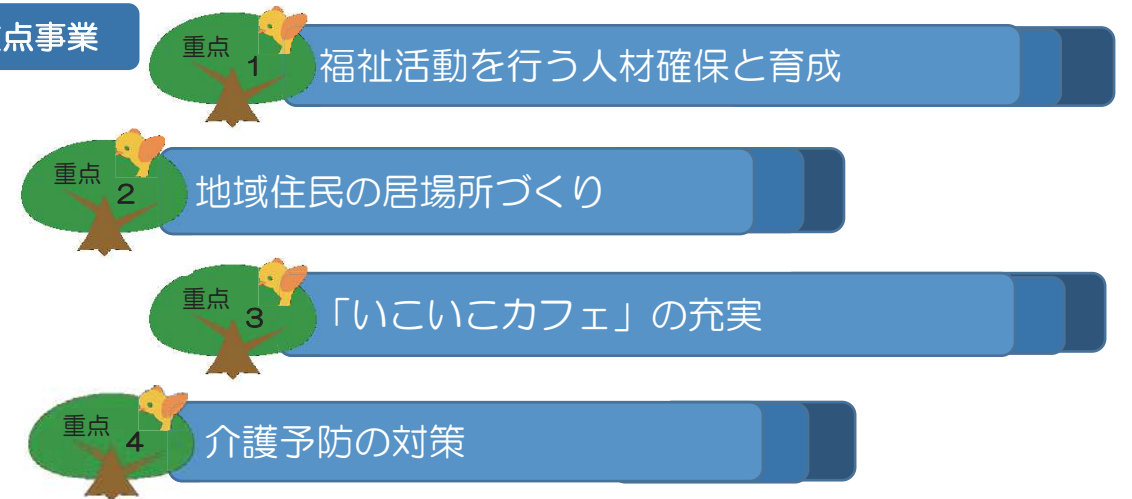 点事業
重点 1 福祉活動を行う人材確保と育成
重点 2 地域住民の居場所づくり
重点 3 「いこいこカフェ」の充実
重点 4 介護予防の対策